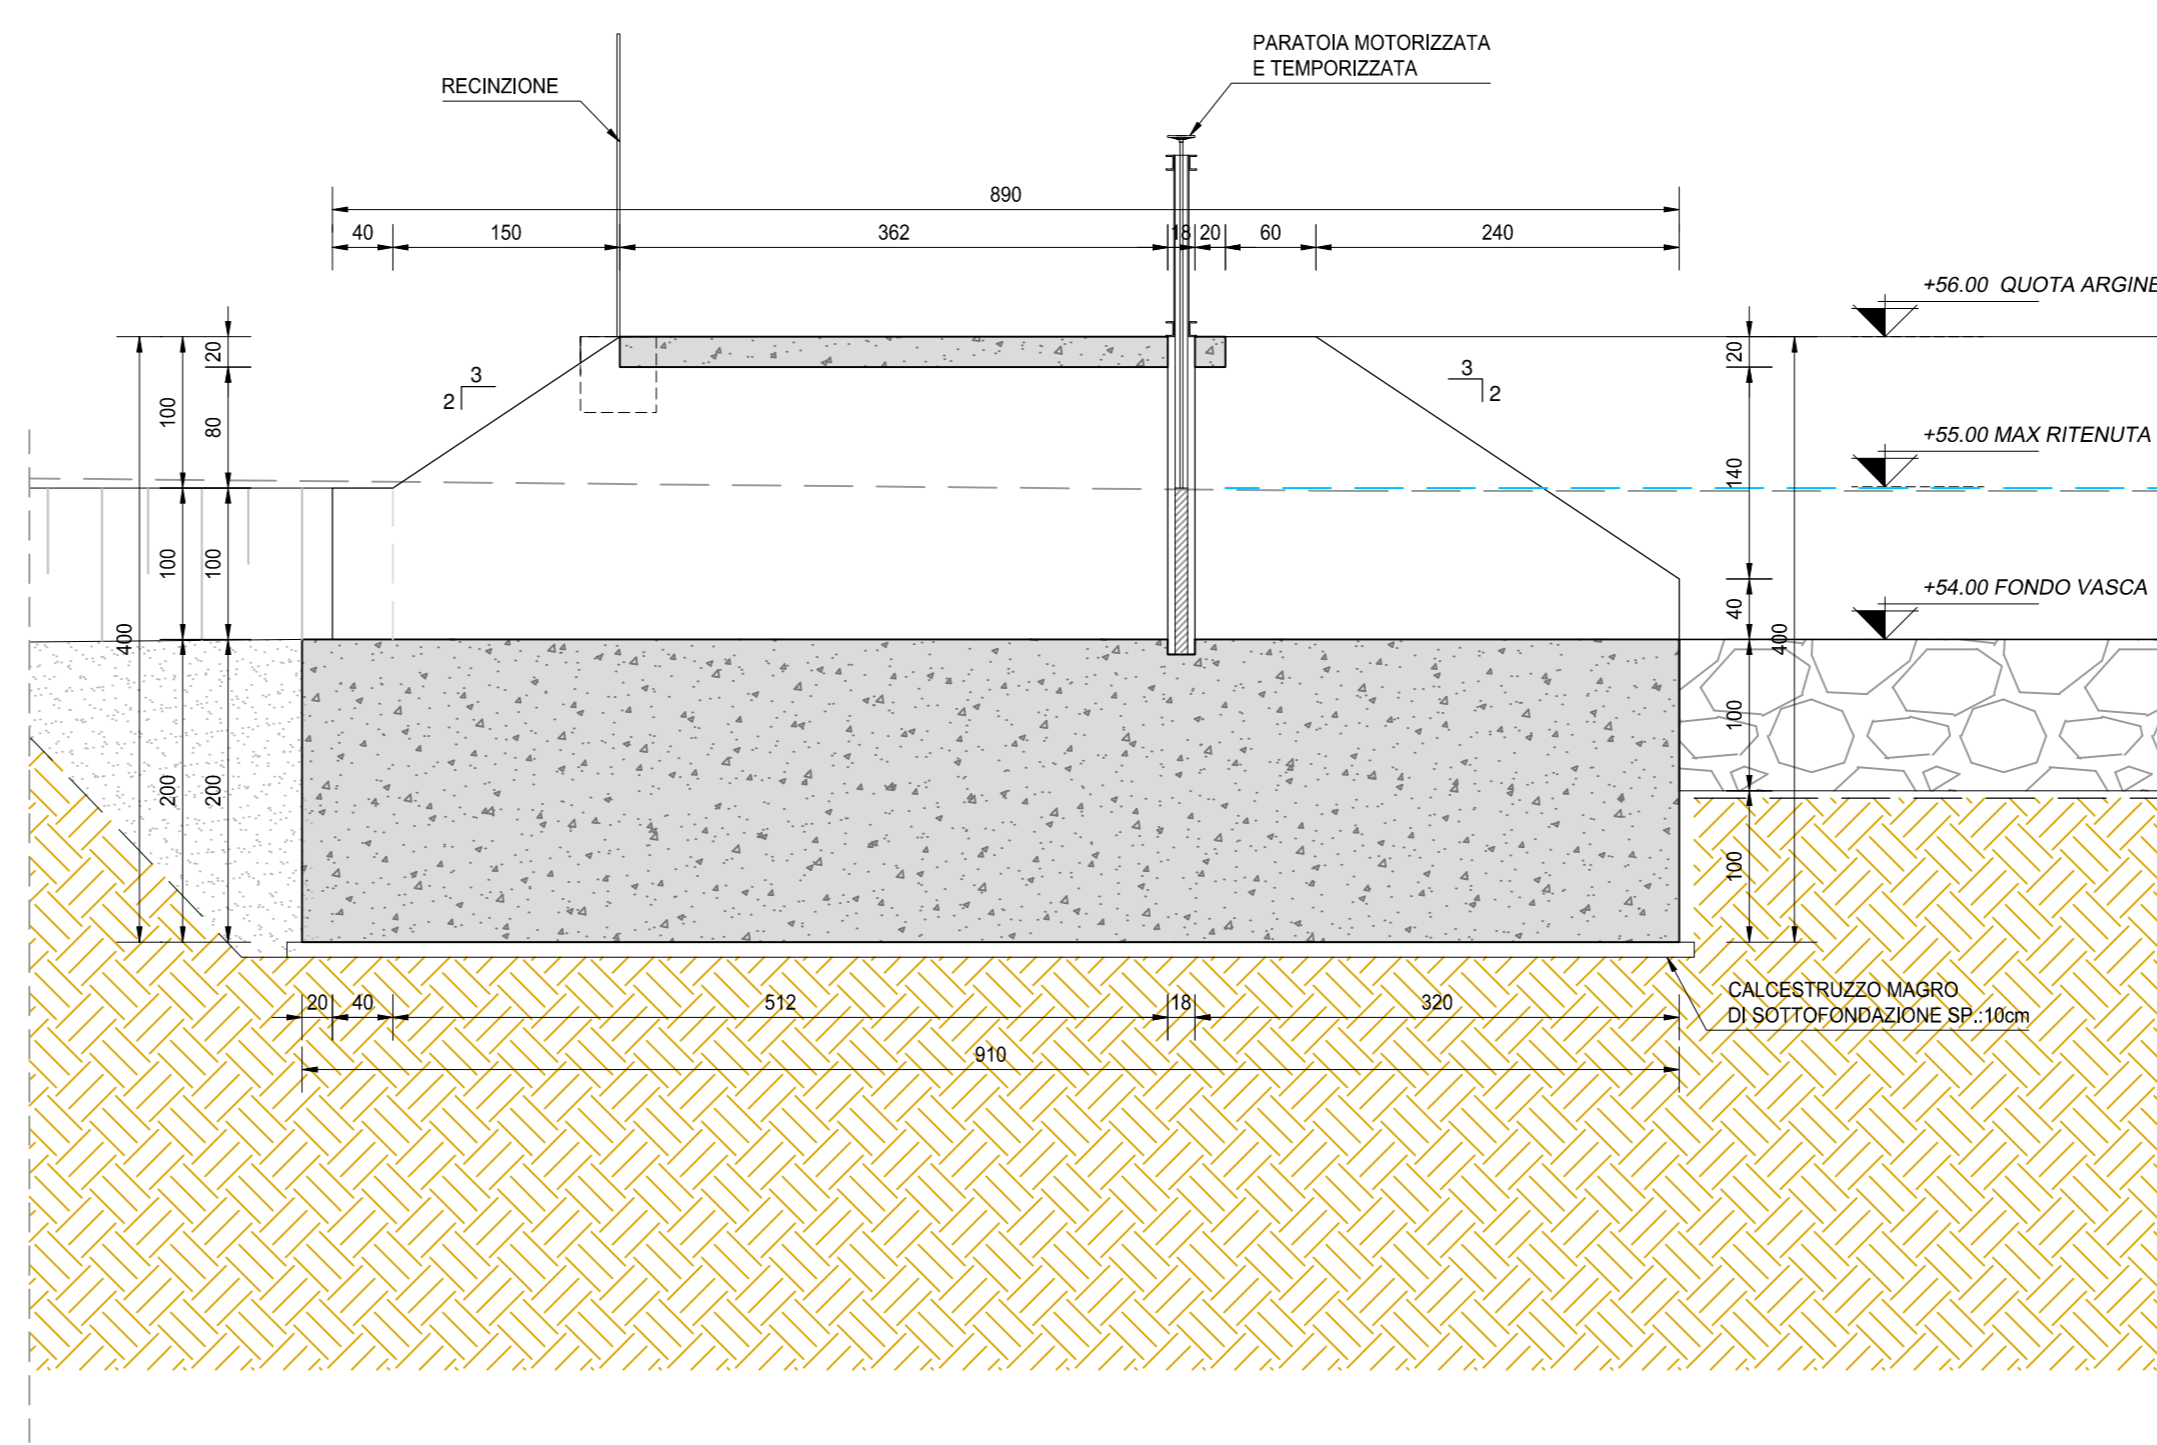 PARATOIA MOTORIZZATA
E TEMPORIZZATA
RECINZIONE
890
40 150 362 18 20 60 240
+56.00 QUOTA ARGINE
20 20
3 3
2 2
100 80
+55.00 MAX RITENUTA
140
100 100
+54.00 FONDO VASCA
40
400 400
100
200 200
100
CALCESTRUZZO MAGRO
DI SOTTOFONDAZIONE SP.:10cm
20 40 512 18 320
910